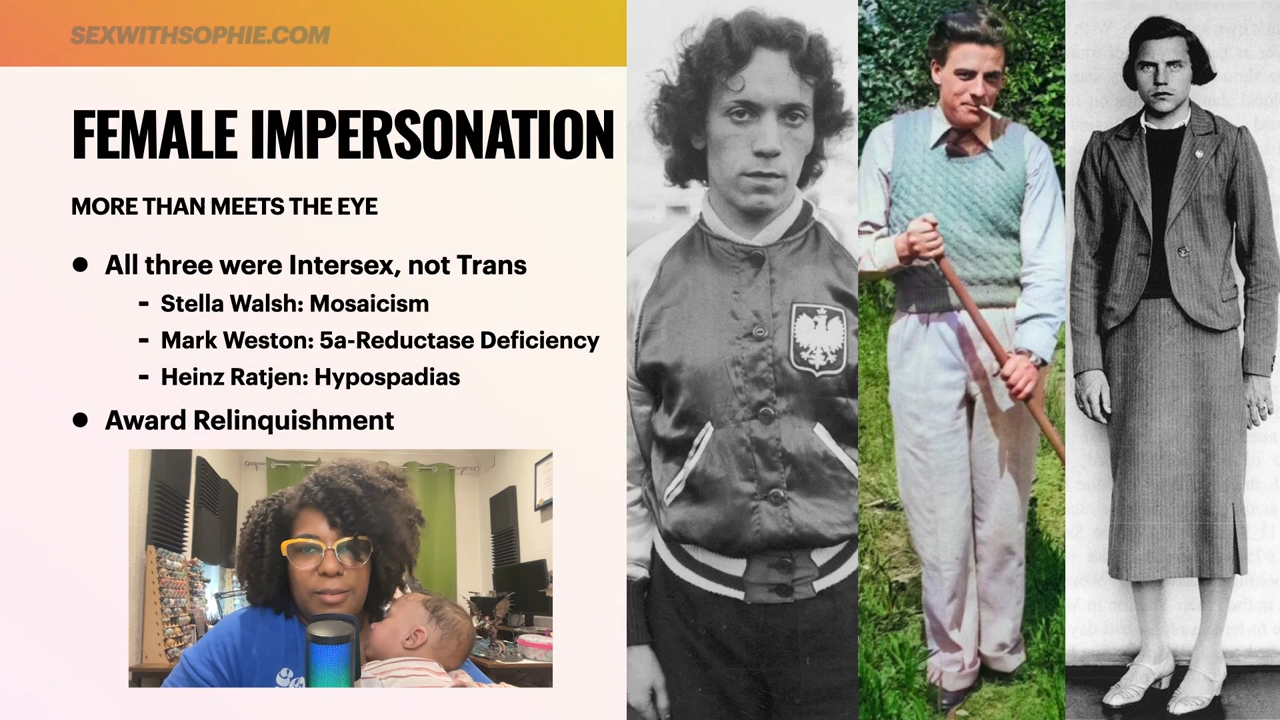 SEXWITHSOPHIE.COM
FEMALE IMPERSONATION
MORE THAN MEETS THE EYE
● All three were Intersex, not Trans
- Stella Walsh: Mosaicism
- Mark Weston: 5a-Reductase Deficiency
- Heinz Ratjen: Hypospadias
● Award Relinquishment